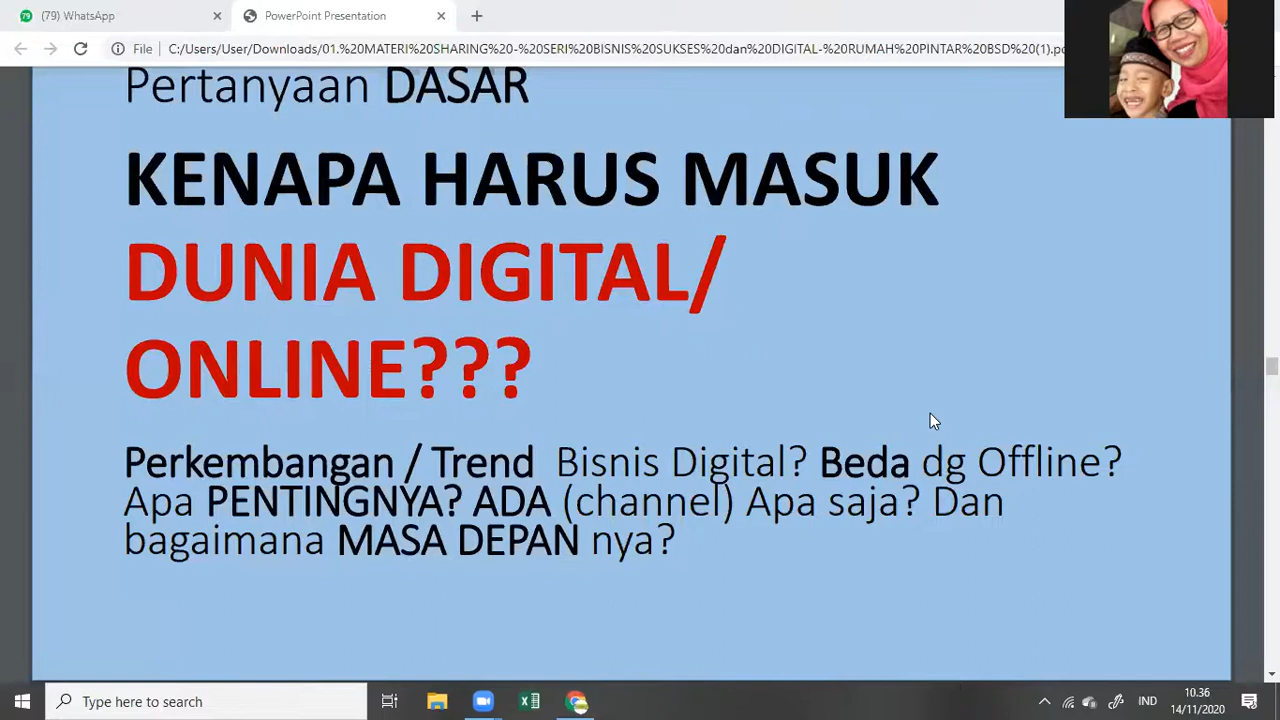 (79) WhatsApp
PowerPoint Presentation
File
C:/Users/User/Downloads/01.%20MATERI%20SHARING%20-%20SERI%20BISNIS%20SUKSES%20dan%20DIGITAL-%20RUMAH%20PINTAR%20BSD%20(1).pd
Pertanyaan DASAR
KENAPA HARUS MASUK
DUNIA DIGITAL/
ONLINE???
Perkembangan / Trend Bisnis Digital? Beda dg Offline?
Apa PENTINGNYA? ADA (channel) Apa saja? Dan
bagaimana MASA DEPAN nya?
Type here to search
IND
10.36
14/11/2020